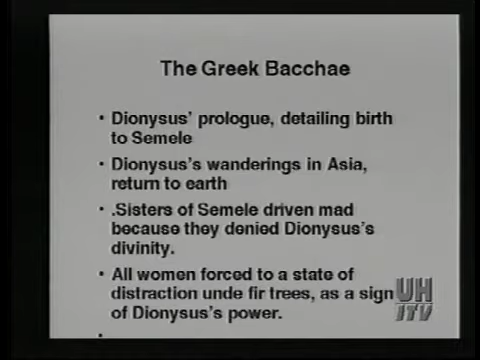 The Greek Bacchae
• Dionysus' prologue, detailing birth
to Semele
• Dionysus's wanderings in Asia,
return to earth
• .Sisters of Semele driven mad
because they denied Dionysus's
divinity.
• All women forced to a state of
distraction unde fir trees, as a sign
of Dionysus's power.
•
UH
ITV